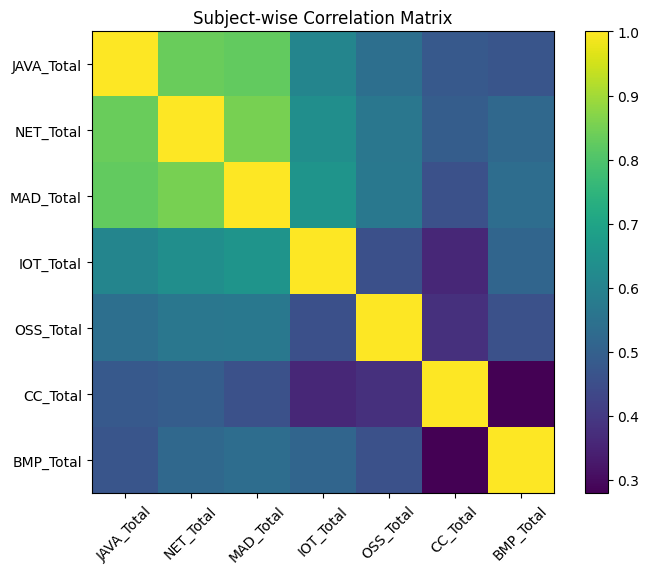 Subject-wise Correlation Matrix
JAVA_Total
NET_Total
MAD_Total
IOT_Total
OSS_Total
CC_Total
BMP_Total
JAVA_Total
NET_Total
MAD_Total
IOT_Total
OSS_Total
CC_Total
BMP_Total
1.0
0.9
0.8
0.7
0.6
0.5
0.4
0.3